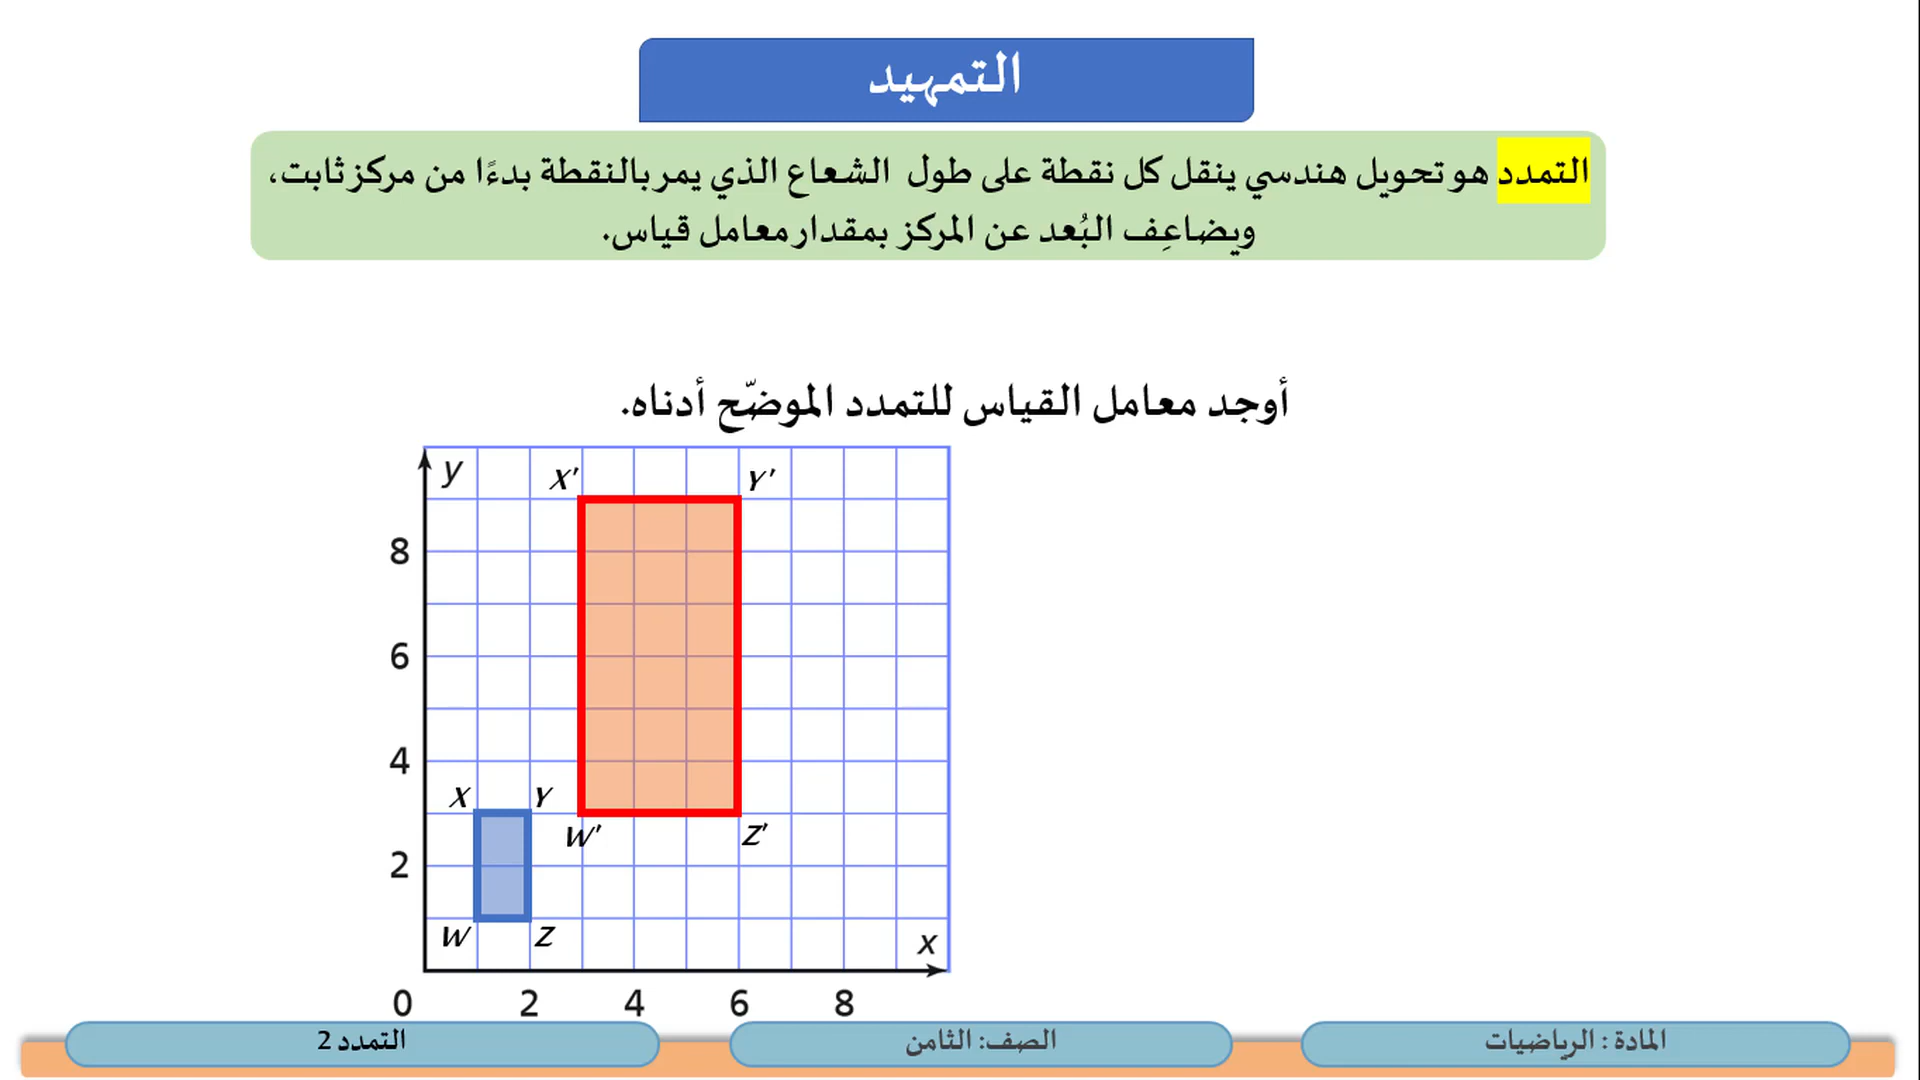 التمهيد
التمدد هو تحويل هندسي ينقل كل نقطة على طول الشعاع الذي يمر بالنقطة بدءًا من مركز ثابت،
ويضاعِف البُعد عن المركز بمقدار معامل قياس.
أوجد معامل القياس للتمدد الموضّح أدناه.
y
X' Y'
8
6
4
X Y
W' Z'
2
W Z
x
0 2 4 6 8
المادة : الرياضيات
الصف: الثامن
التمدد 2